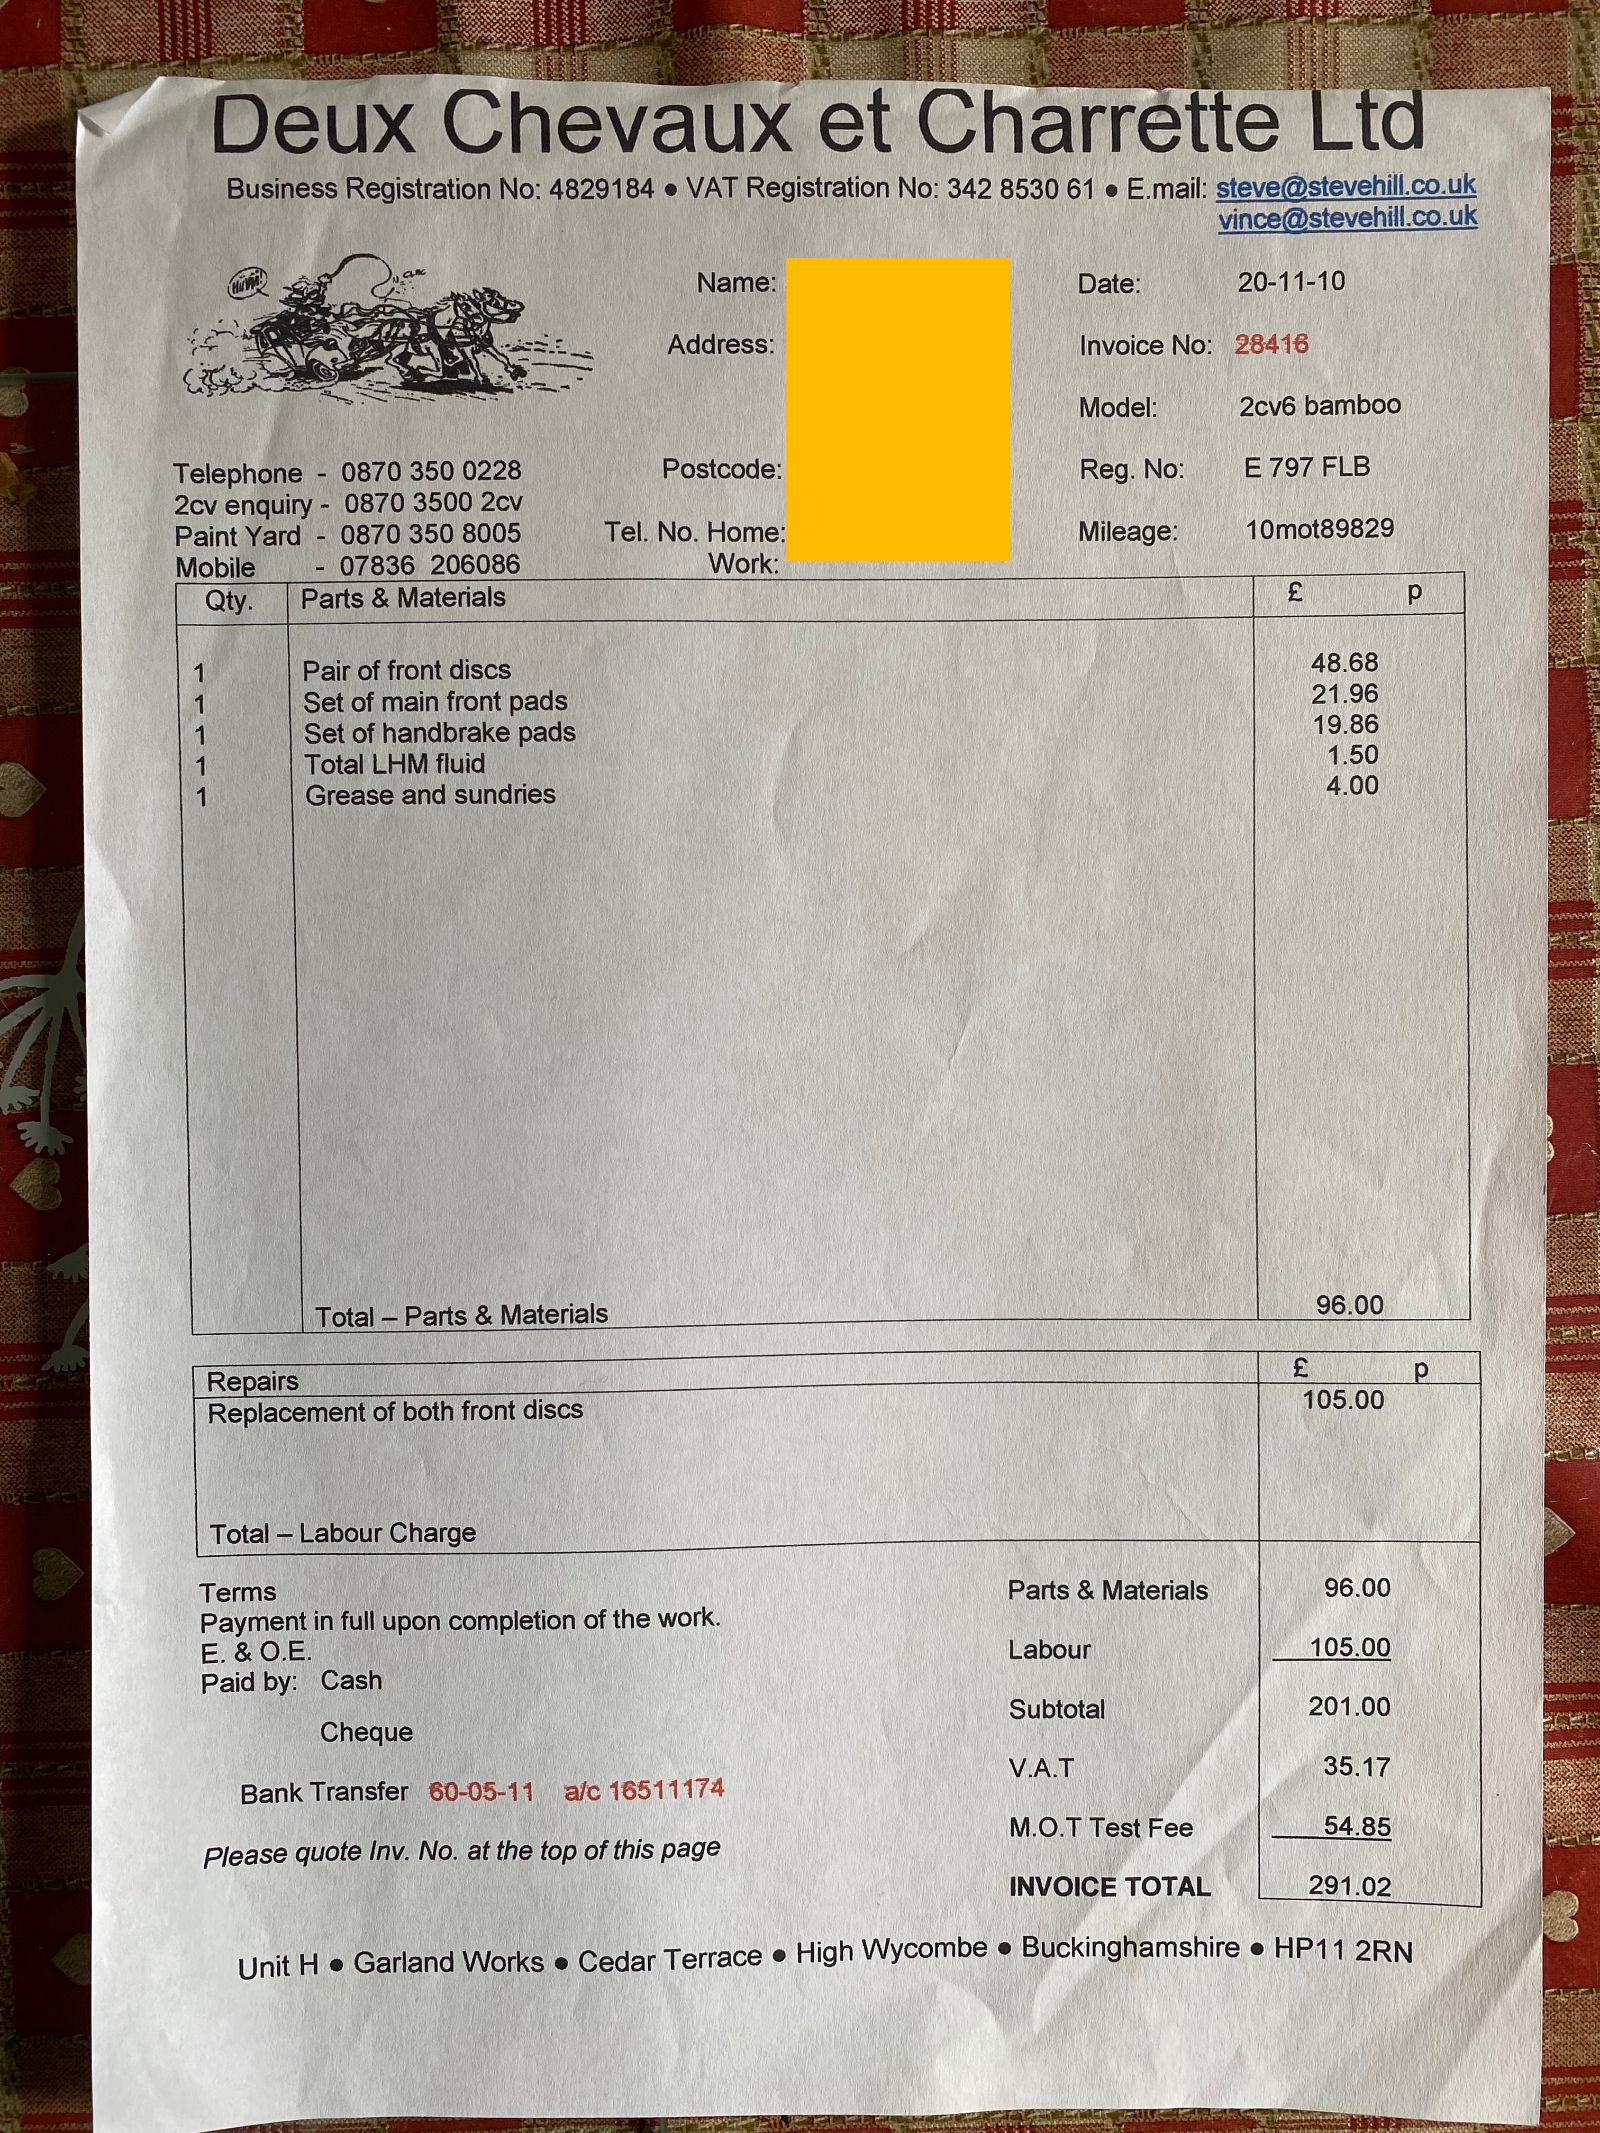 Deux Chevaux et Charrette Ltd
Business Registration No: 4829184 ● VAT Registration No: 342 8530 61 ● E.mail: steve@stevehill.co.uk
vince@stevehill.co.uk
Name:
Address:
Postcode:
Tel. No. Home:
Work:
Date: 20-11-10
Invoice No: 28416
Model: 2cv6 bamboo
Reg. No: E 797 FLB
Mileage: 10mot89829
Telephone - 0870 350 0228
2cv enquiry - 0870 3500 2cv
Paint Yard - 0870 350 8005
Mobile - 07836 206086
Qty. Parts & Materials £ p
1 Pair of front discs 48.68
1 Set of main front pads 21.96
1 Set of handbrake pads 19.86
1 Total LHM fluid 1.50
1 Grease and sundries 4.00
Total – Parts & Materials 96.00
Repairs £ p
Replacement of both front discs 105.00
Total – Labour Charge
Terms
Payment in full upon completion of the work.
E. & O.E.
Paid by: Cash
Cheque
Bank Transfer 60-05-11 a/c 16511174
Please quote Inv. No. at the top of this page
Parts & Materials 96.00
Labour 105.00
Subtotal 201.00
V.A.T 35.17
M.O.T Test Fee 54.85
INVOICE TOTAL 291.02
Unit H ● Garland Works ● Cedar Terrace ● High Wycombe ● Buckinghamshire ● HP11 2RN